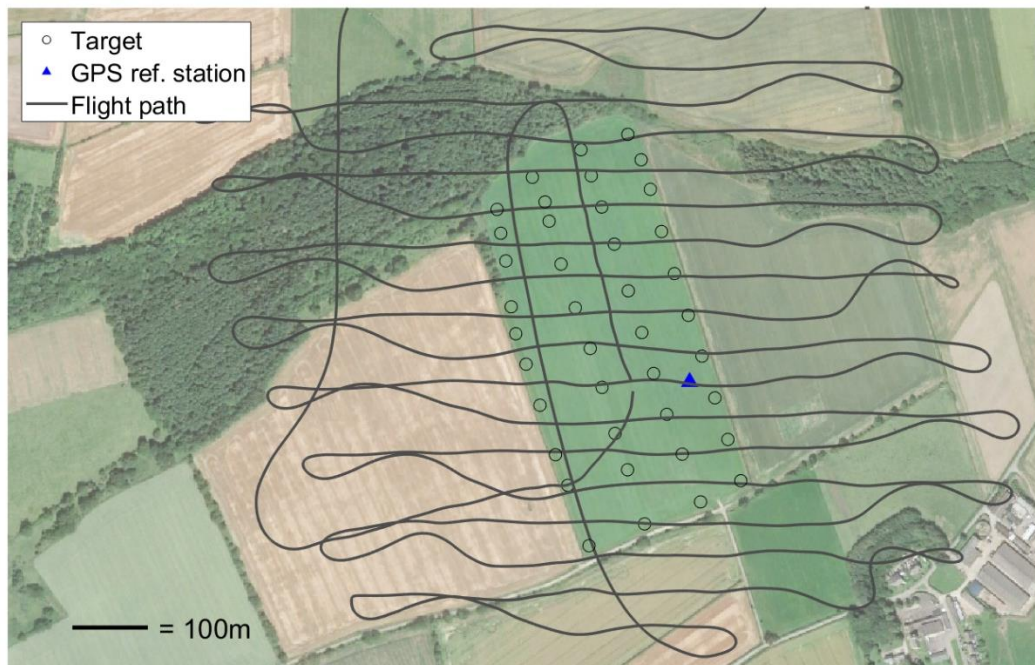 Target
GPS ref. station
Flight path
= 100m